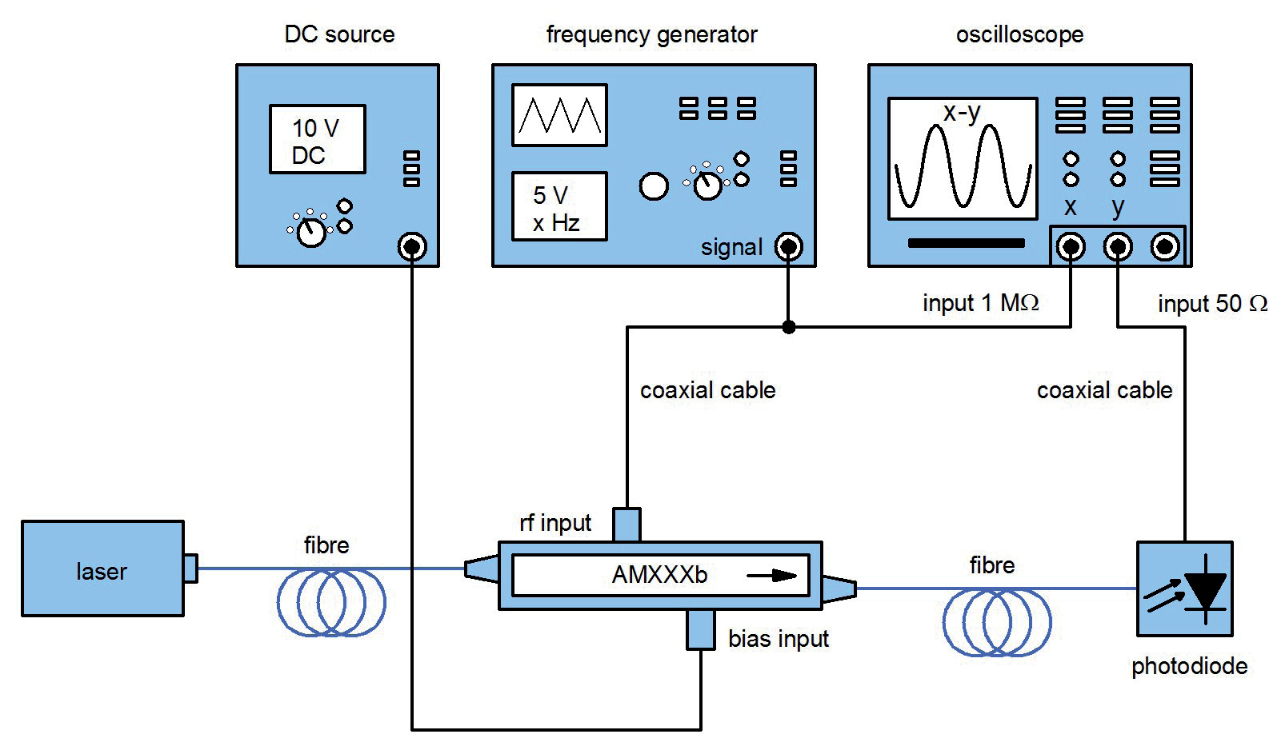 DC source
frequency generator
oscilloscope
10 V
DC
5 V
x Hz
signal
x-y
x
y
input 1 MΩ
input 50 Ω
coaxial cable
coaxial cable
rf input
laser
fibre
AMXXXb
fibre
bias input
photodiode